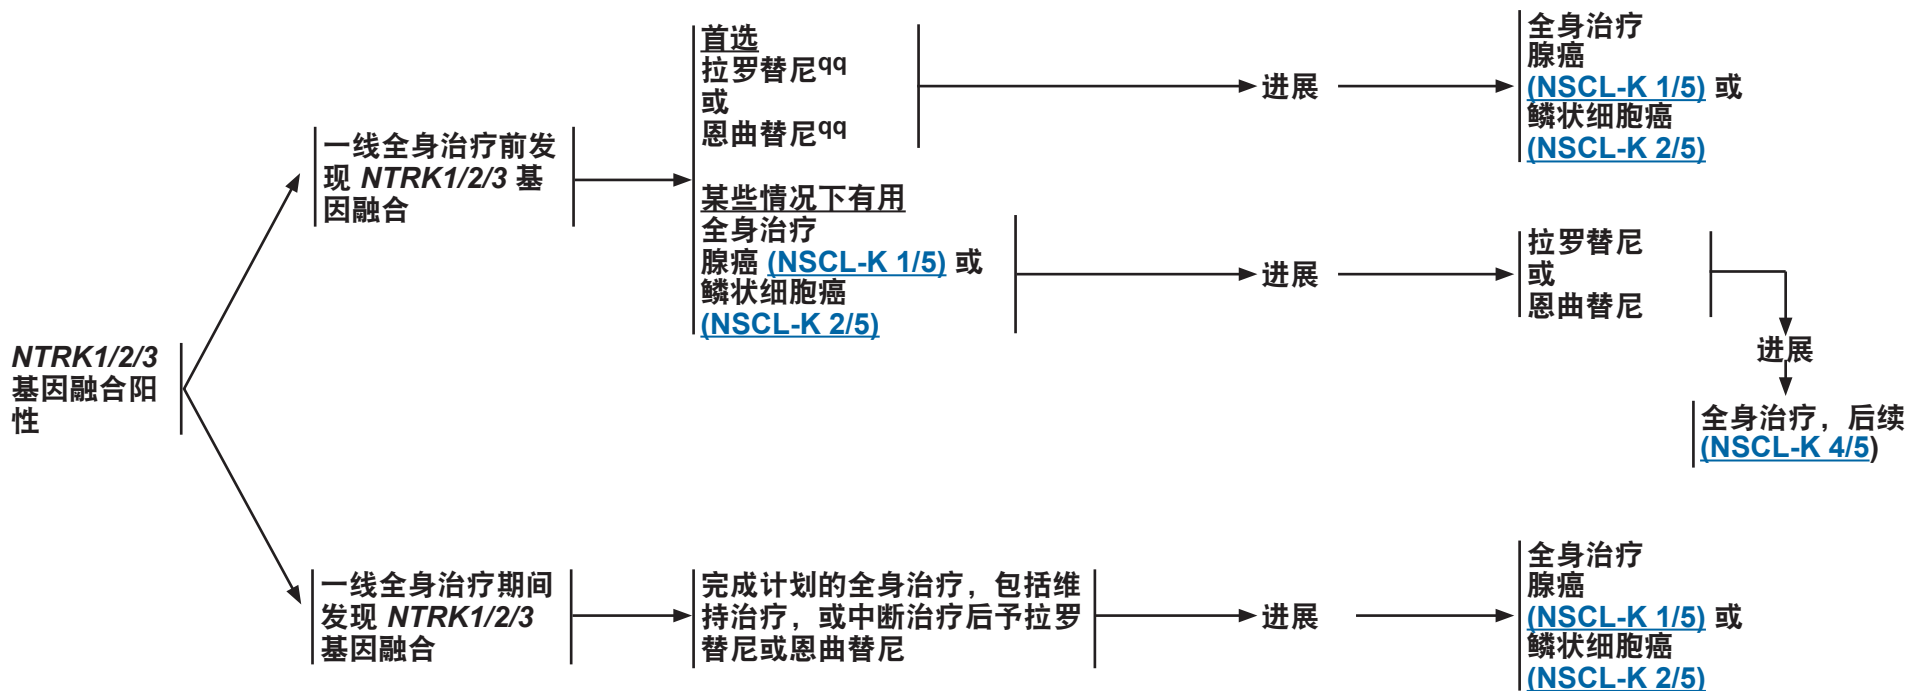 NTRK1/2/3
基因融合阳
性
一线全身治疗前发
现 NTRK1/2/3 基
因融合
首选
拉罗替尼qq
或
恩曲替尼qq
某些情况下有用
全身治疗
腺癌 (NSCL-K 1/5) 或
鳞状细胞癌
(NSCL-K 2/5)
进展
全身治疗
腺癌
(NSCL-K 1/5) 或
鳞状细胞癌
(NSCL-K 2/5)
进展
拉罗替尼
或
恩曲替尼
进展
全身治疗，后续
(NSCL-K 4/5)
一线全身治疗期间
发现 NTRK1/2/3
基因融合
完成计划的全身治疗，包括维
持治疗，或中断治疗后予拉罗
替尼或恩曲替尼
进展
全身治疗
腺癌
(NSCL-K 1/5) 或
鳞状细胞癌
(NSCL-K 2/5)